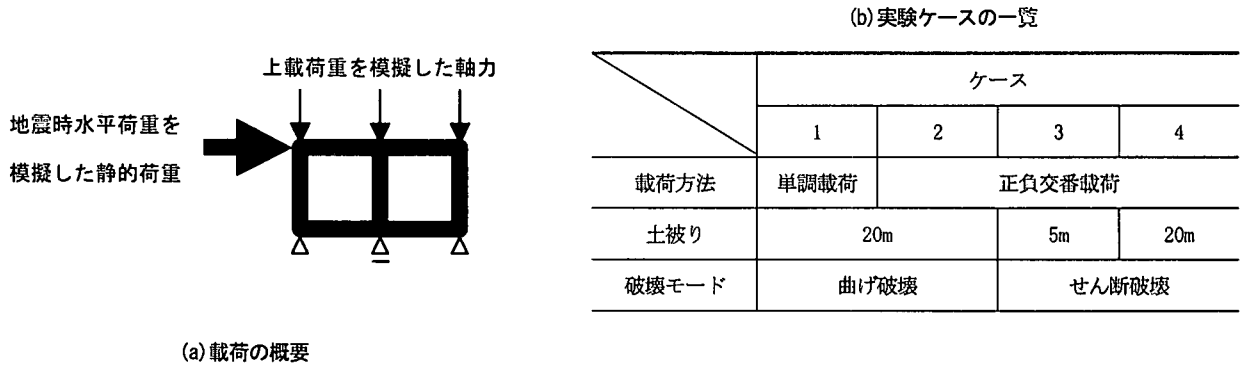 上載荷重を模擬した軸力
地震時水平荷重を
模擬した静的荷重
(a)載荷の概要
(b)実験ケースの一覧
ケース
1 2 3 4
載荷方法 単調載荷 正負交番載荷
土被り 20m 5m 20m
破壊モード 曲げ破壊 せん断破壊